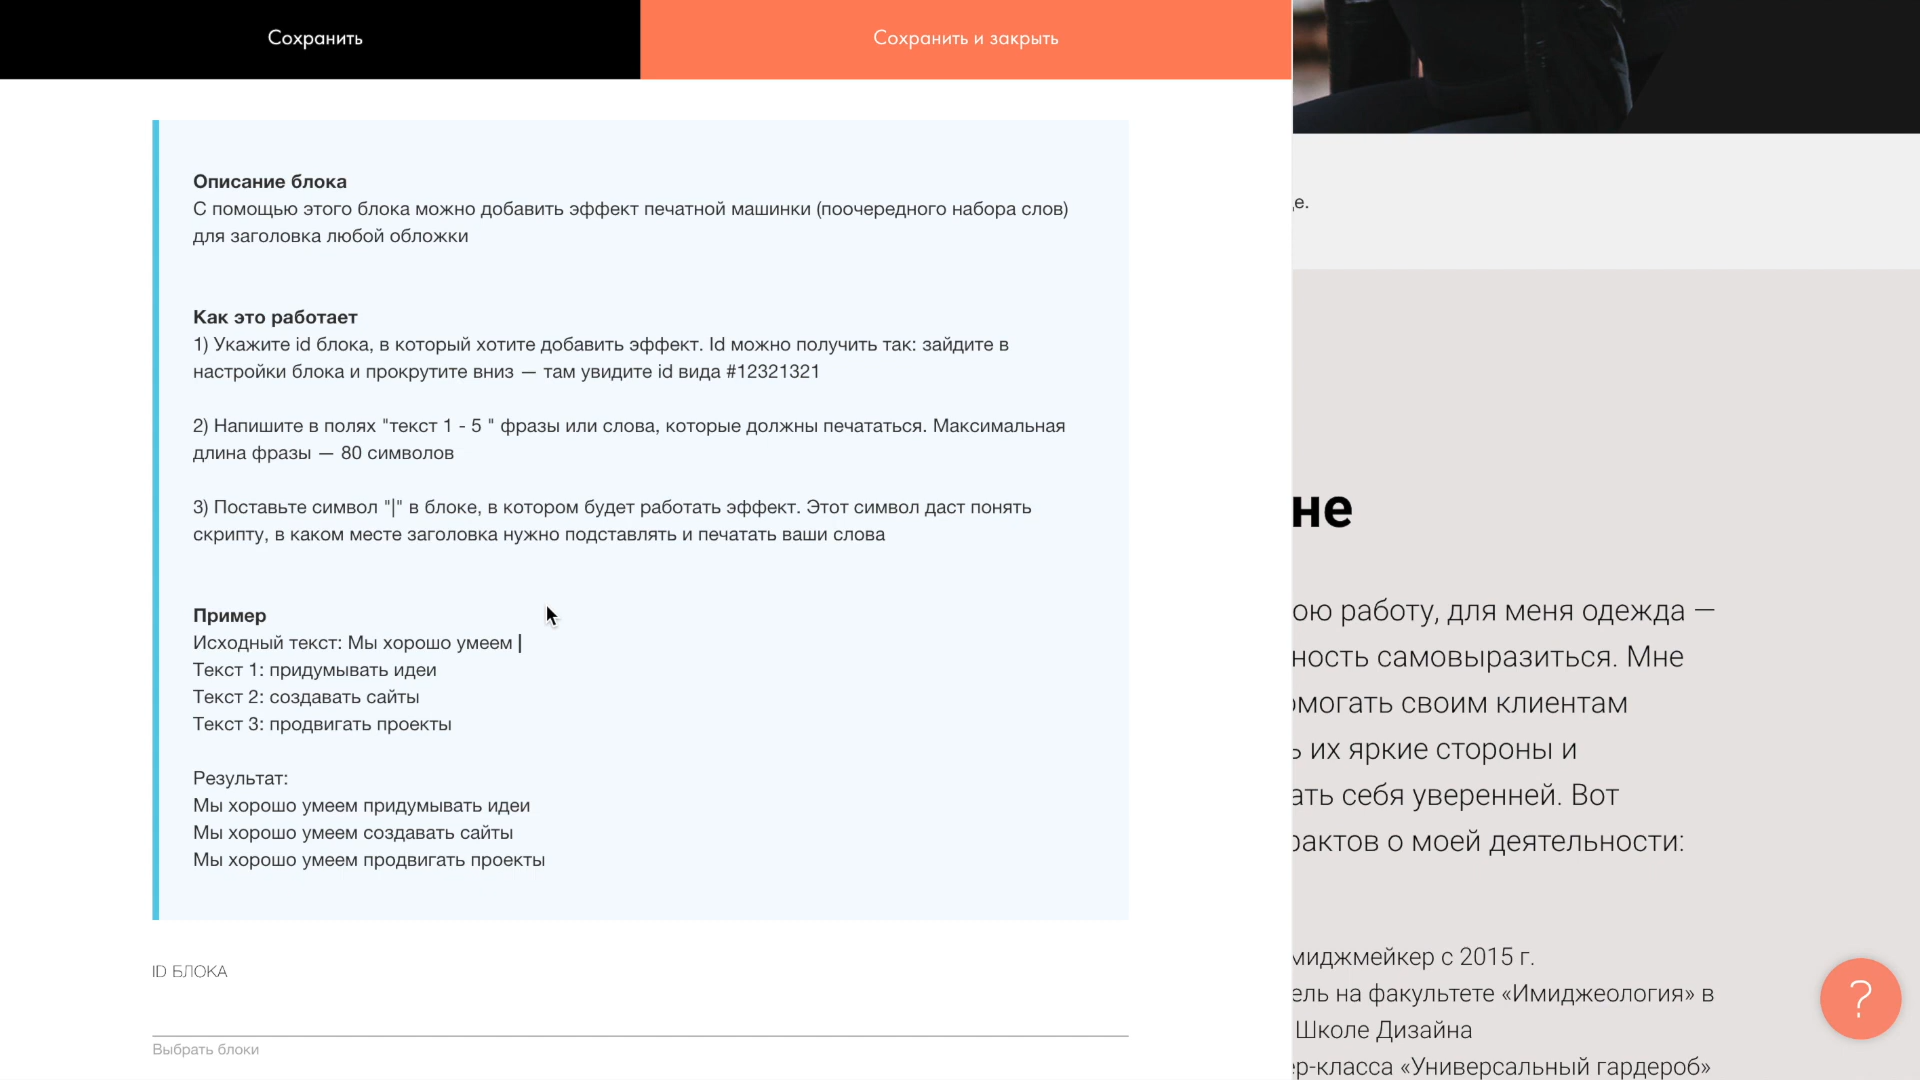 Сохранить
Сохранить и закрыть
Описание блока
С помощью этого блока можно добавить эффект печатной машинки (поочередного набора слов)
для заголовка любой обложки
Как это работает
1) Укажите id блока, в который хотите добавить эффект. Id можно получить так: зайдите в
настройки блока и прокрутите вниз — там увидите id вида #12321321
2) Напишите в полях "текст 1 - 5 " фразы или слова, которые должны печататься. Максимальная
длина фразы — 80 символов
3) Поставьте символ "|" в блоке, в котором будет работать эффект. Этот символ даст понять
скрипту, в каком месте заголовка нужно подставлять и печатать ваши слова
Пример
Исходный текст: Мы хорошо умеем |
Текст 1: придумывать идеи
Текст 2: создавать сайты
Текст 3: продвигать проекты
Результат:
Мы хорошо умеем придумывать идеи
Мы хорошо умеем создавать сайты
Мы хорошо умеем продвигать проекты
ID БЛОКА
Выбрать блоки
е.
не
ою работу, для меня одежда —
ность самовыразиться. Мне
омогать своим клиентам
ь их яркие стороны и
ать себя уверенней. Вот
рактов о моей деятельности:
миджмейкер с 2015 г.
ель на факультете «Имиджеология» в
Школе Дизайна
ер-класса «Универсальный гардероб»
?